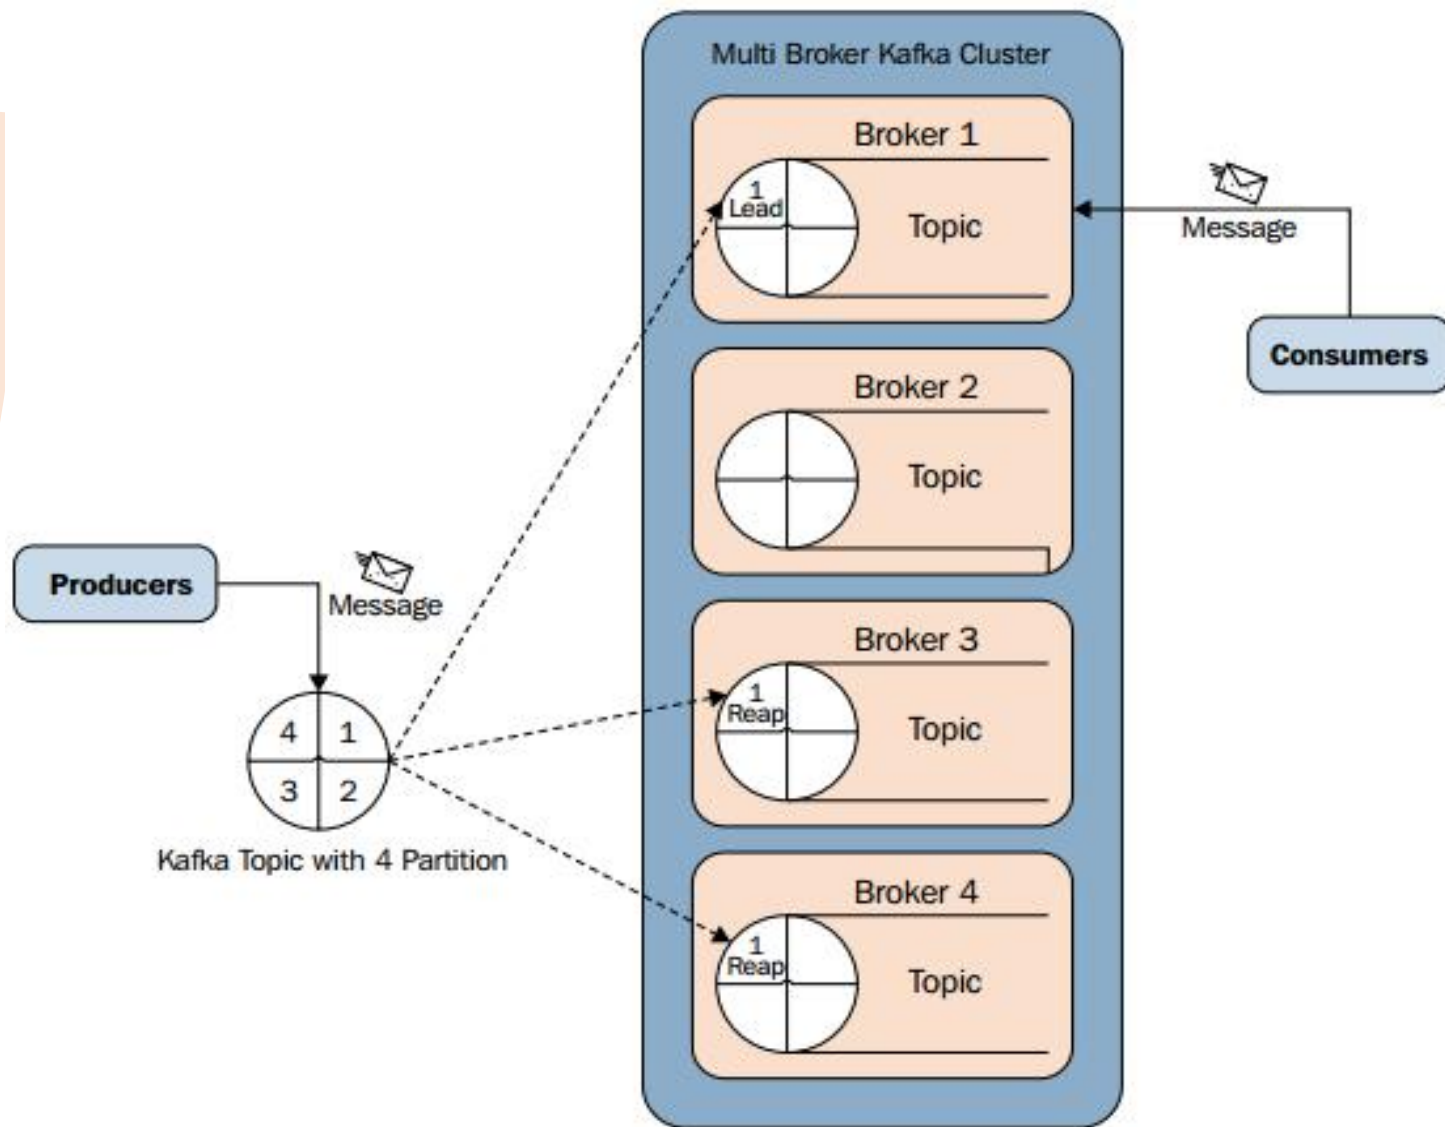 Multi Broker Kafka Cluster
Broker 1
1
Lead
Topic
Message
Consumers
Broker 2
Topic
Producers
Message
Broker 3
1
Reap
Topic
4 1
3 2
Kafka Topic with 4 Partition
Broker 4
1
Reap
Topic